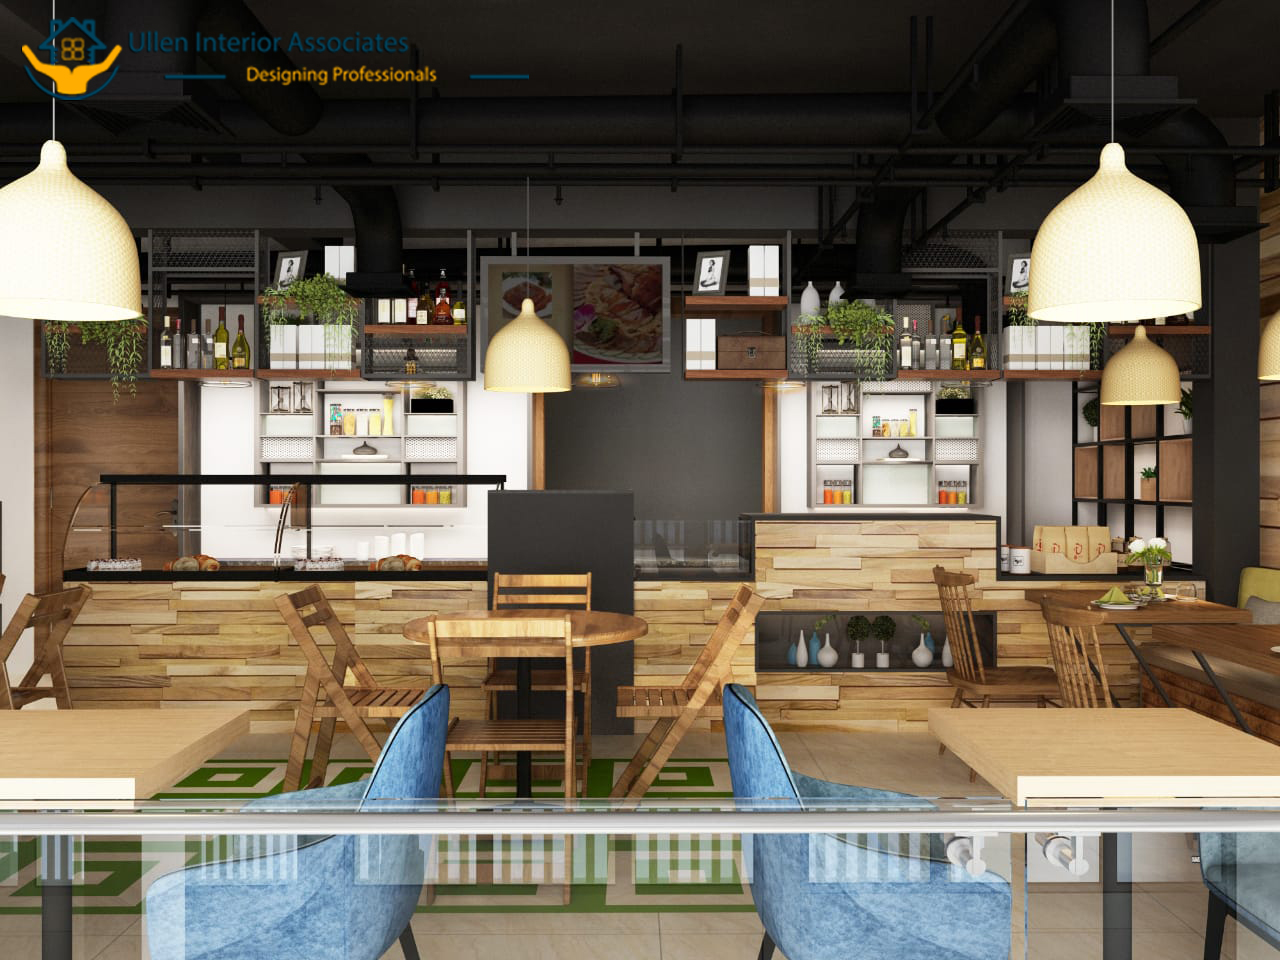 Ullen Interior Associates
Designing Professionals